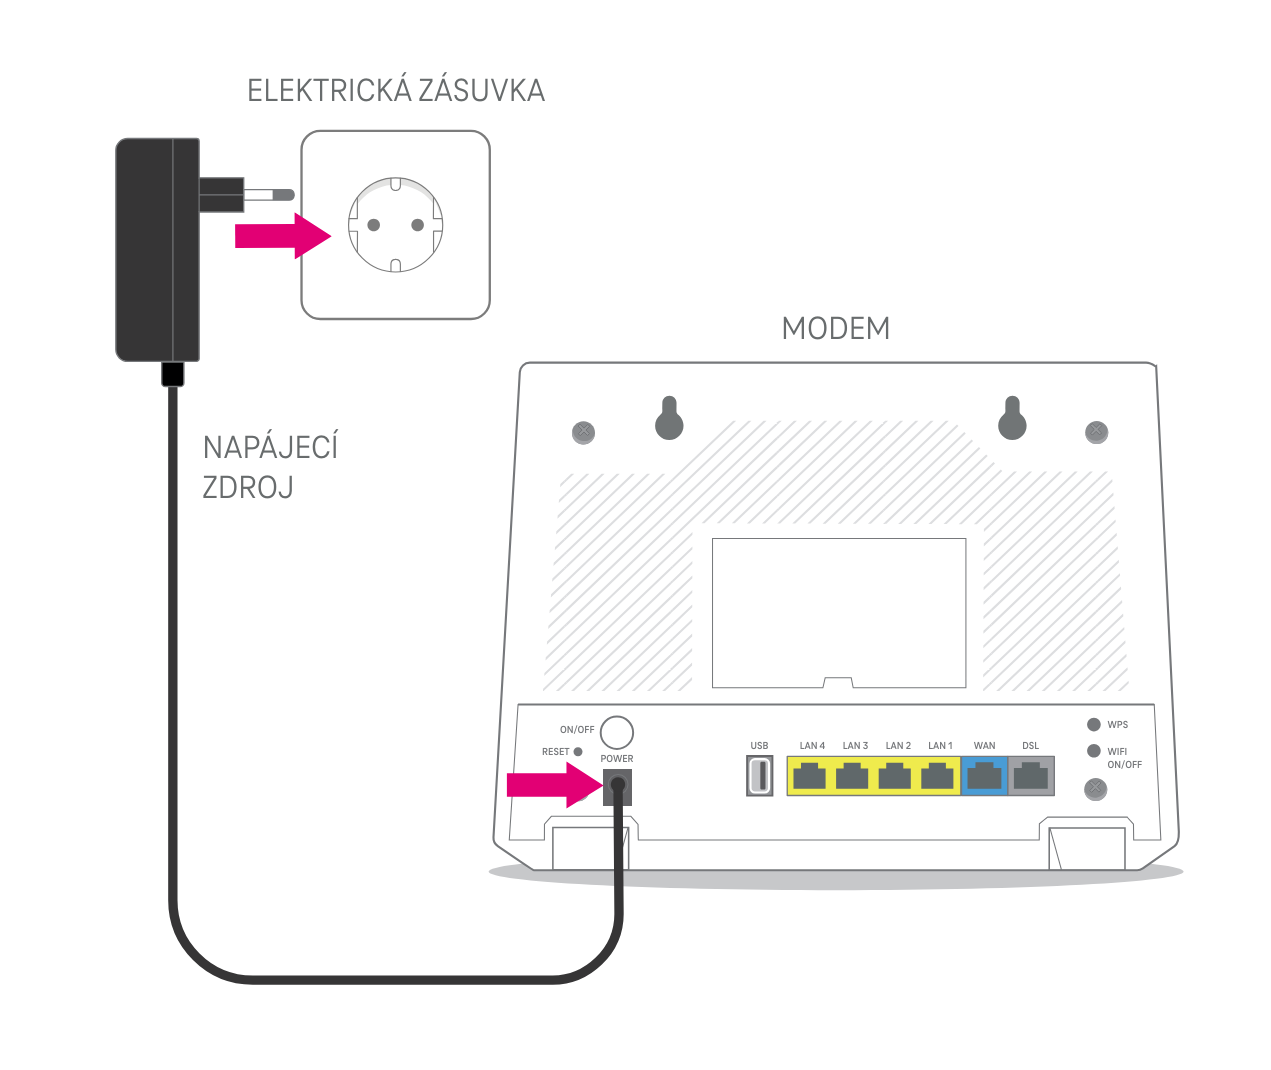 ELEKTRICKÁ ZÁSUVKA
MODEM
NAPÁJECÍ
ZDROJ
ON/OFF
RESET
POWER
USB
LAN 4
LAN 3
LAN 2
LAN 1
WAN
DSL
WPS
WIFI
ON/OFF